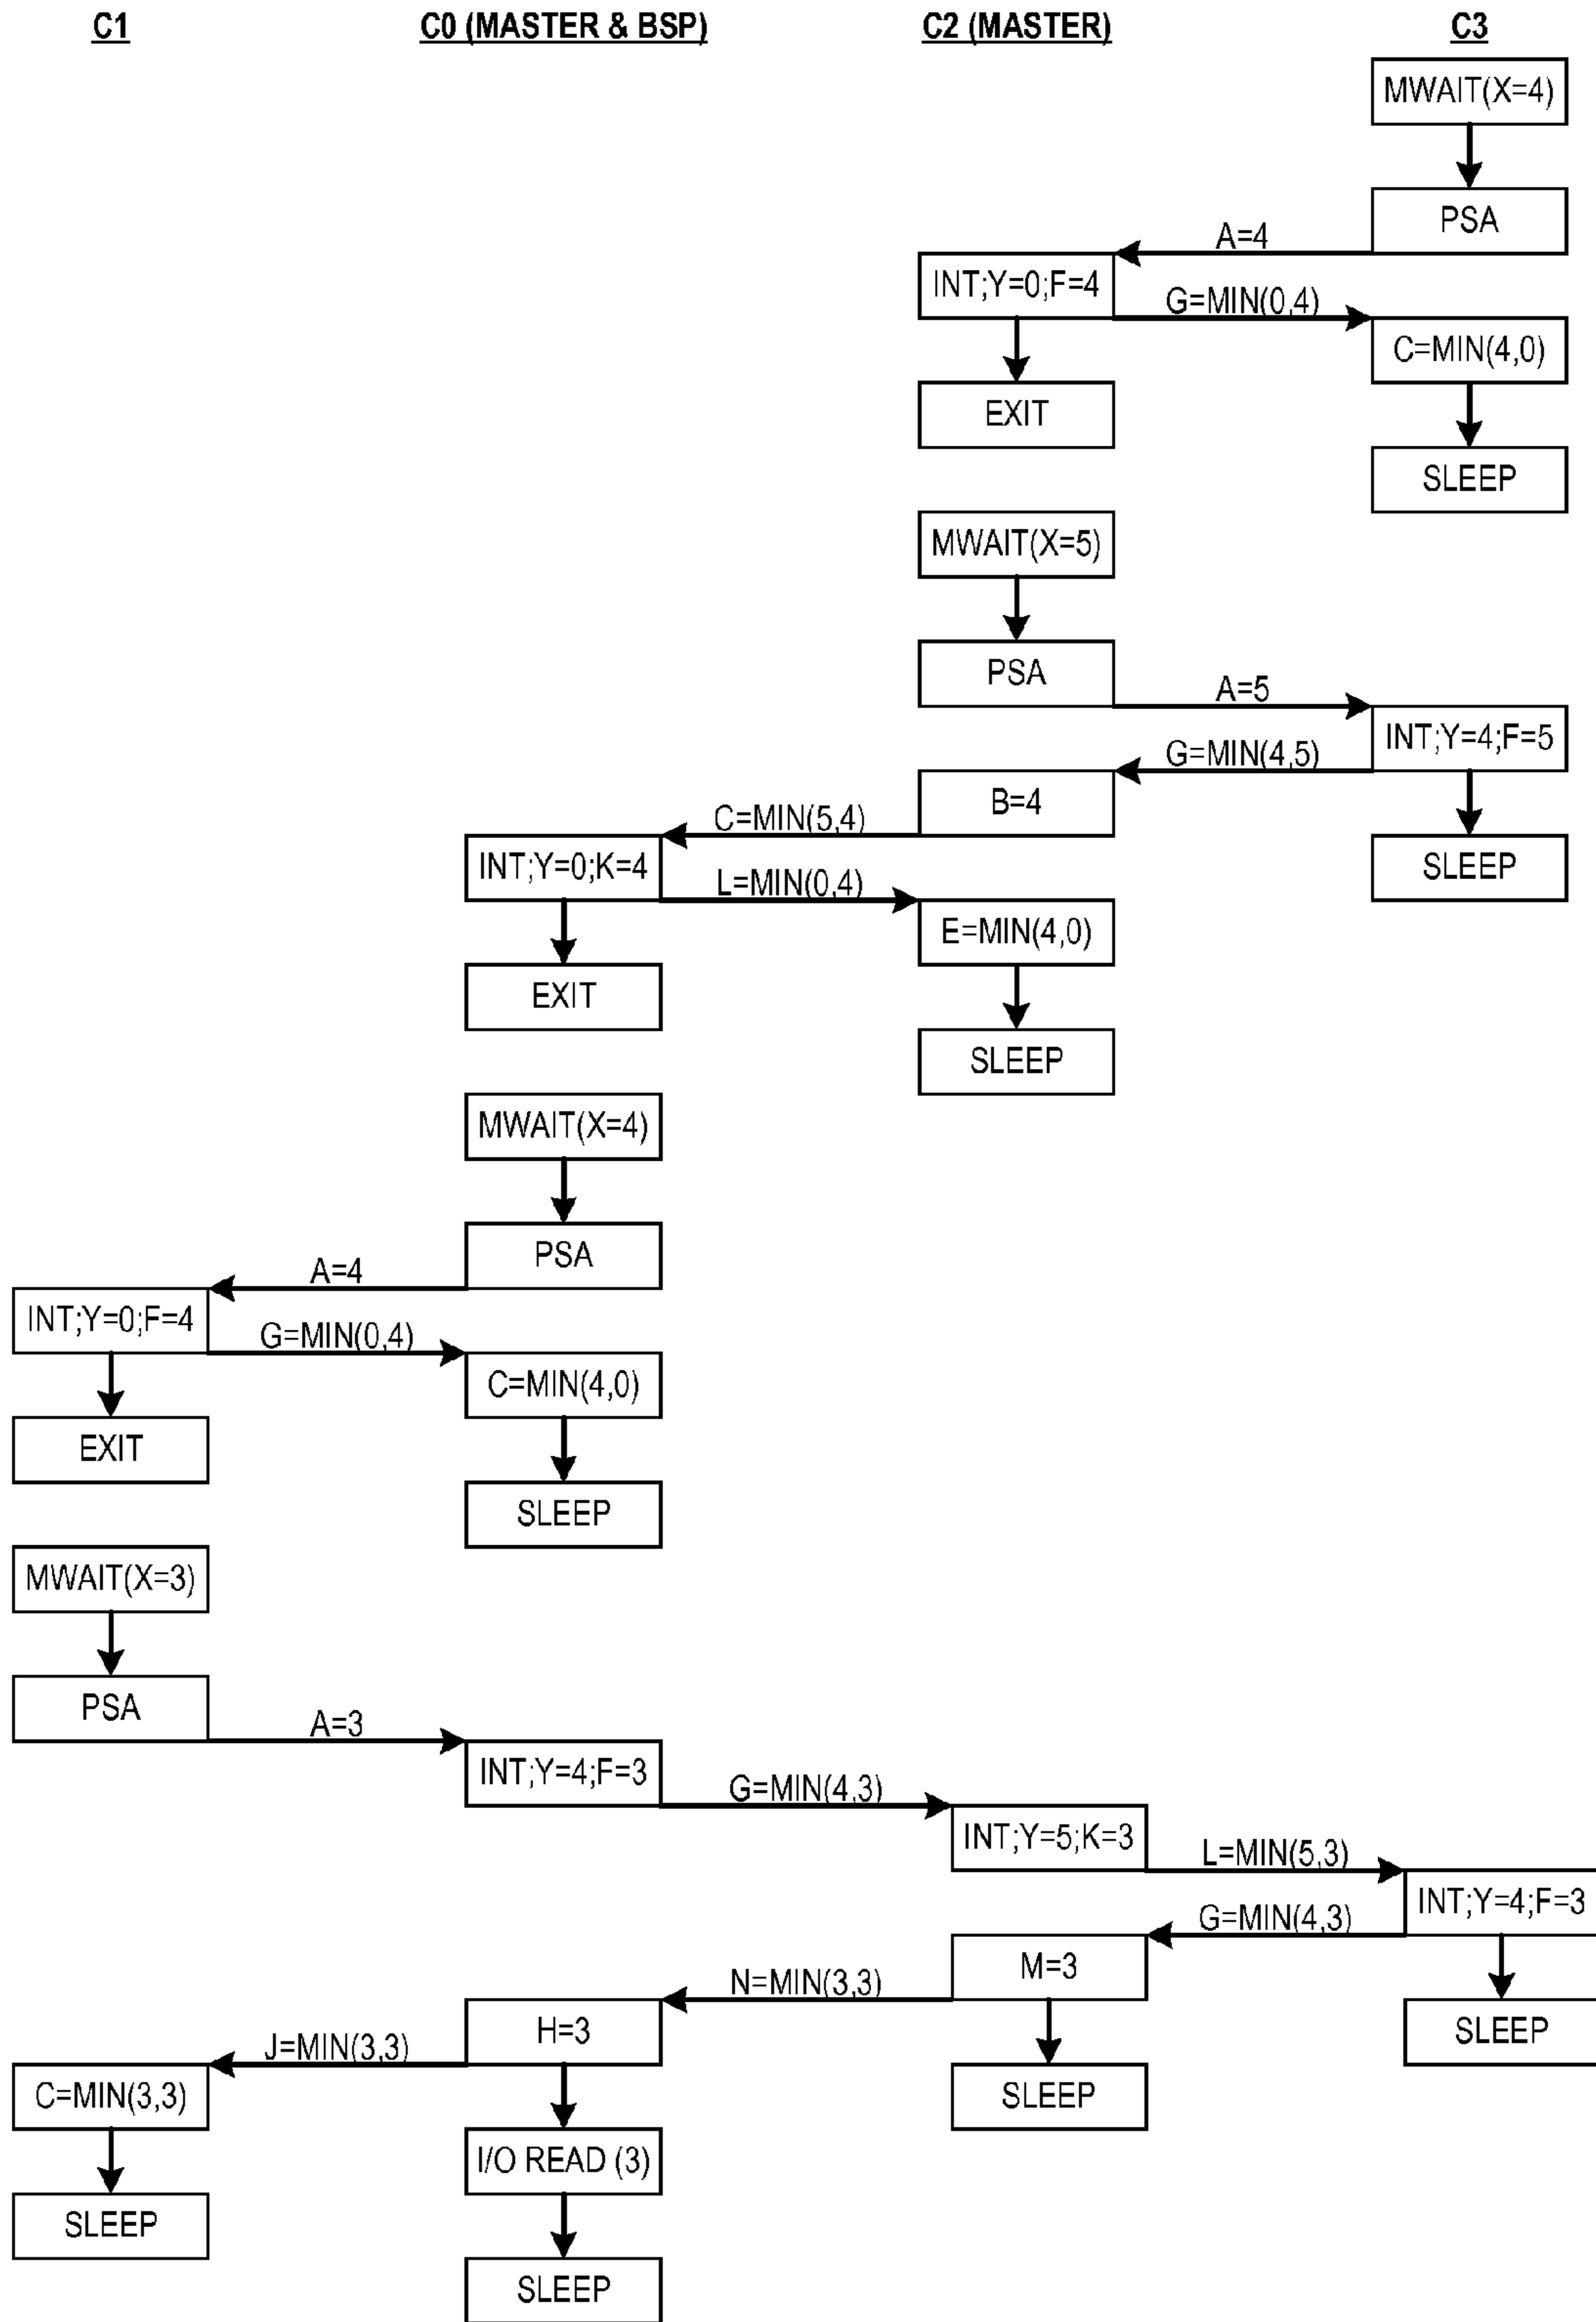 C1
C0 (MASTER & BSP)
C2 (MASTER)
C3
MWAIT(X=4)
PSA
A=4
INT;Y=0;F=4
G=MIN(0,4)
C=MIN(4,0)
EXIT
SLEEP
MWAIT(X=5)
PSA
A=5
INT;Y=4;F=5
G=MIN(4,5)
B=4
C=MIN(5,4)
INT;Y=0;K=4
SLEEP
L=MIN(0,4)
E=MIN(4,0)
EXIT
SLEEP
MWAIT(X=4)
PSA
A=4
INT;Y=0;F=4
G=MIN(0,4)
C=MIN(4,0)
EXIT
SLEEP
MWAIT(X=3)
PSA
A=3
INT;Y=4;F=3
G=MIN(4,3)
INT;Y=5;K=3
L=MIN(5,3)
INT;Y=4;F=3
G=MIN(4,3)
M=3
N=MIN(3,3)
H=3
SLEEP
J=MIN(3,3)
C=MIN(3,3)
SLEEP
I/O READ (3)
SLEEP
SLEEP